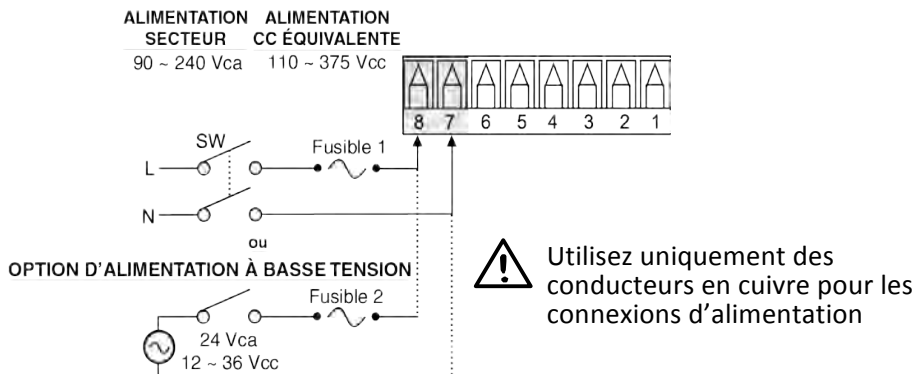 ALIMENTATION SECTEUR
90 ~ 240 Vca
ALIMENTATION CC ÉQUIVALENTE
110 ~ 375 Vcc
8 7 6 5 4 3 2 1
SW
Fusible 1
L
N
ou
OPTION D'ALIMENTATION À BASSE TENSION
Fusible 2
24 Vca
12 ~ 36 Vcc
Utilisez uniquement des
conducteurs en cuivre pour les
connexions d'alimentation